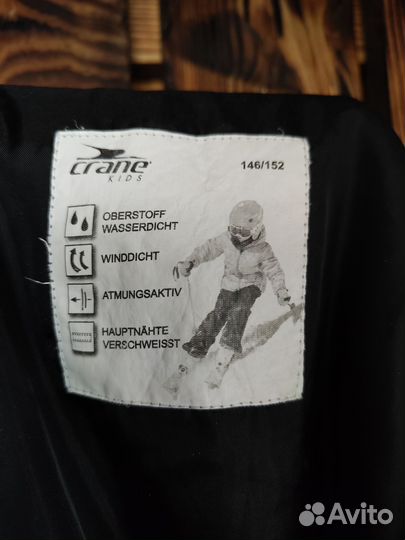 crane
KIDS
146/152
OBERSTOFF
WASSERDICHT
WINDDICHT
ATMUNGSAKTIV
HAUPTNÄHTE
VERSCHWEISST
Avito